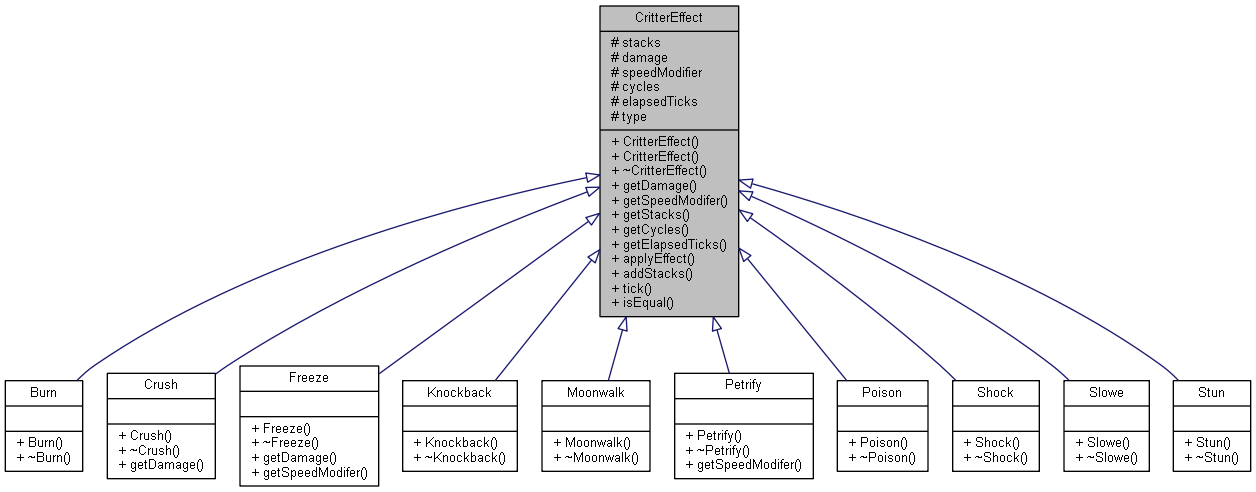 CritterEffect
# stacks
# damage
# speedModifier
# cycles
# elapsedTicks
# type
+ CritterEffect()
+ CritterEffect()
+ ~CritterEffect()
+ getDamage()
+ getSpeedModifer()
+ getStacks()
+ getCycles()
+ getElapsedTicks()
+ applyEffect()
+ addStacks()
+ tick()
+ isEqual()
Burn
+ Burn()
+ ~Burn()
Crush
+ Crush()
+ ~Crush()
+ getDamage()
Freeze
+ Freeze()
+ ~Freeze()
+ getDamage()
+ getSpeedModifer()
Knockback
+ Knockback()
+ ~Knockback()
Moonwalk
+ Moonwalk()
+ ~Moonwalk()
Petrify
+ Petrify()
+ ~Petrify()
+ getSpeedModifer()
Poison
+ Poison()
+ ~Poison()
Shock
+ Shock()
+ ~Shock()
Slowe
+ Slowe()
+ ~Slowe()
Stun
+ Stun()
+ ~Stun()